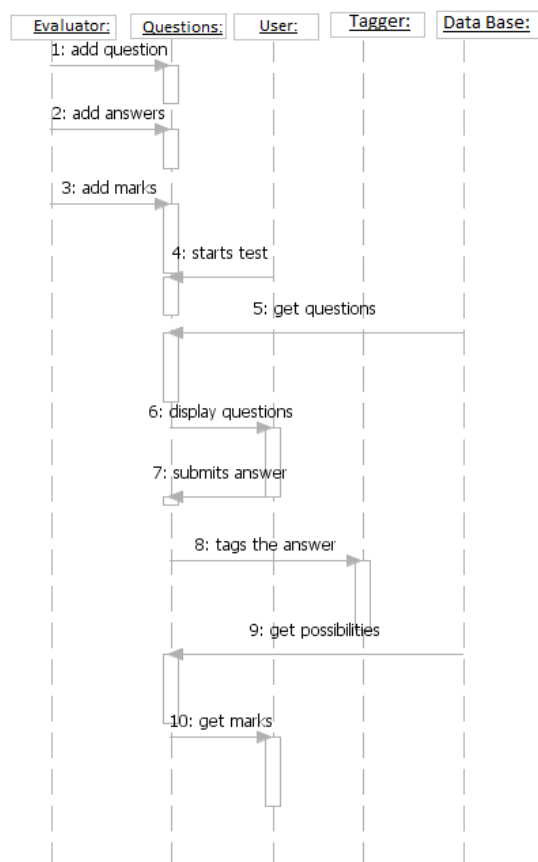 Evaluator: Questions: User: Tagger: Data Base:
1: add question
2: add answers
3: add marks
4: starts test
5: get questions
6: display questions
7: submits answer
8: tags the answer
9: get possibilities
10: get marks